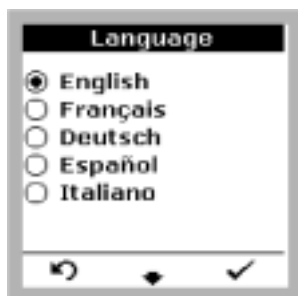 Language
English
Français
Deutsch
Español
Italiano